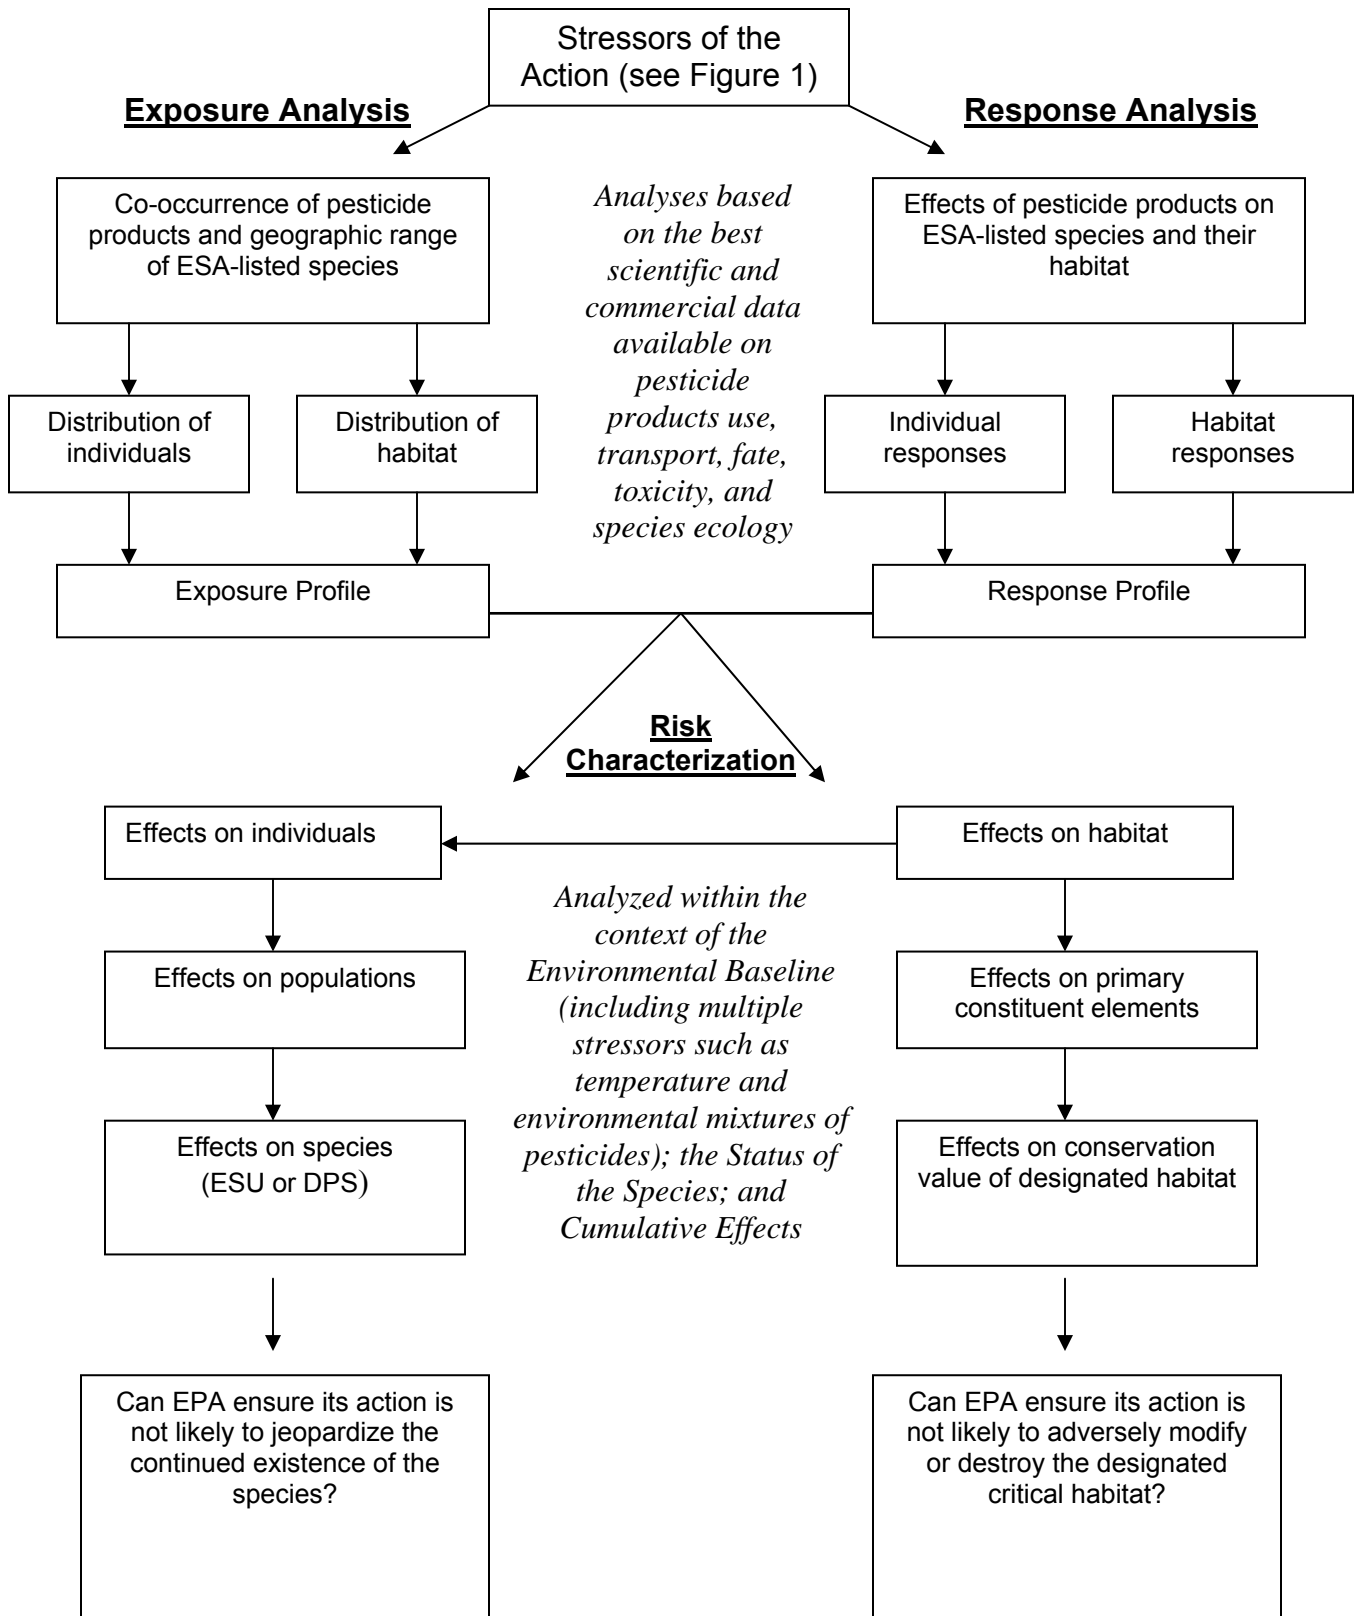 Stressors of the
Action (see Figure 1)
Exposure Analysis
Response Analysis
Co-occurrence of pesticide
products and geographic range
of ESA-listed species
Analyses based
on the best
scientific and
commercial data
available on
pesticide
products use,
transport, fate,
toxicity, and
species ecology
Effects of pesticide products on
ESA-listed species and their
habitat
Distribution of
individuals
Distribution of
habitat
Individual
responses
Habitat
responses
Exposure Profile
Response Profile
Risk
Characterization
Effects on individuals
Effects on habitat
Analyzed within the
context of the
Environmental Baseline
(including multiple
stressors such as
temperature and
environmental mixtures of
pesticides); the Status of
the Species; and
Cumulative Effects
Effects on populations
Effects on primary
constituent elements
Effects on species
(ESU or DPS)
Effects on conservation
value of designated habitat
Can EPA ensure its action is
not likely to jeopardize the
continued existence of the
species?
Can EPA ensure its action is
not likely to adversely modify
or destroy the designated
critical habitat?